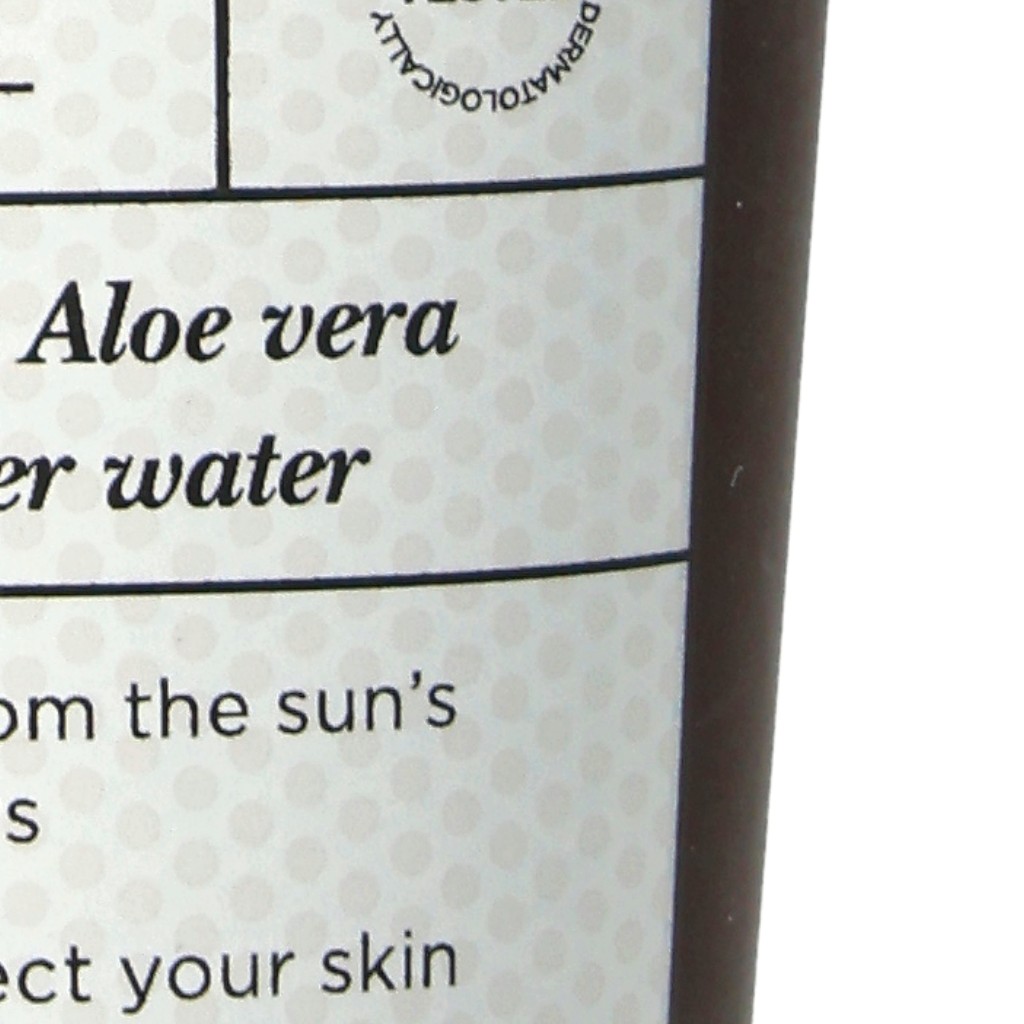 DERMATOLOGICALLY
Aloe vera
er water
om the sun's
s
ect your skin